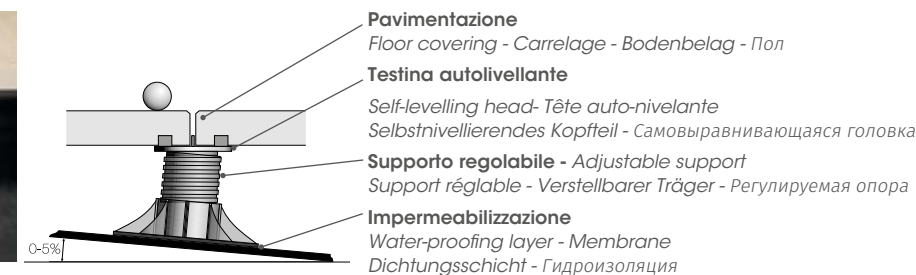 Pavimentazione
Floor covering - Carrelage - Bodenbelag - Пол
Testina autolivellante
Self-levelling head- Tête auto-nivelante
Selbstnivellierendes Kopfteil - Самовыравнивающаяся головка
Supporto regolabile - Adjustable support
Support réglable - Verstellbarer Träger - Регулируемая опора
Impermeabilizzazione
Water-proofing layer - Membrane
Dichtungsschicht - Гидроизоляция
0-5%